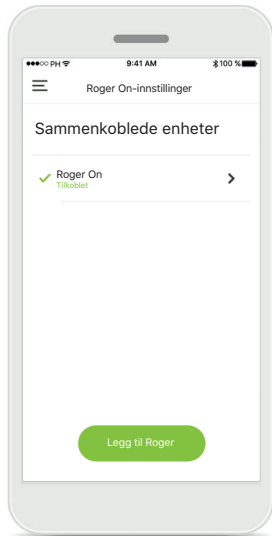 ●●●○○ PH 9:41 AM 100 %
Roger On-innstillinger
Sammenkoblede enheter
Roger On
Tilkoblet
Legg til Roger